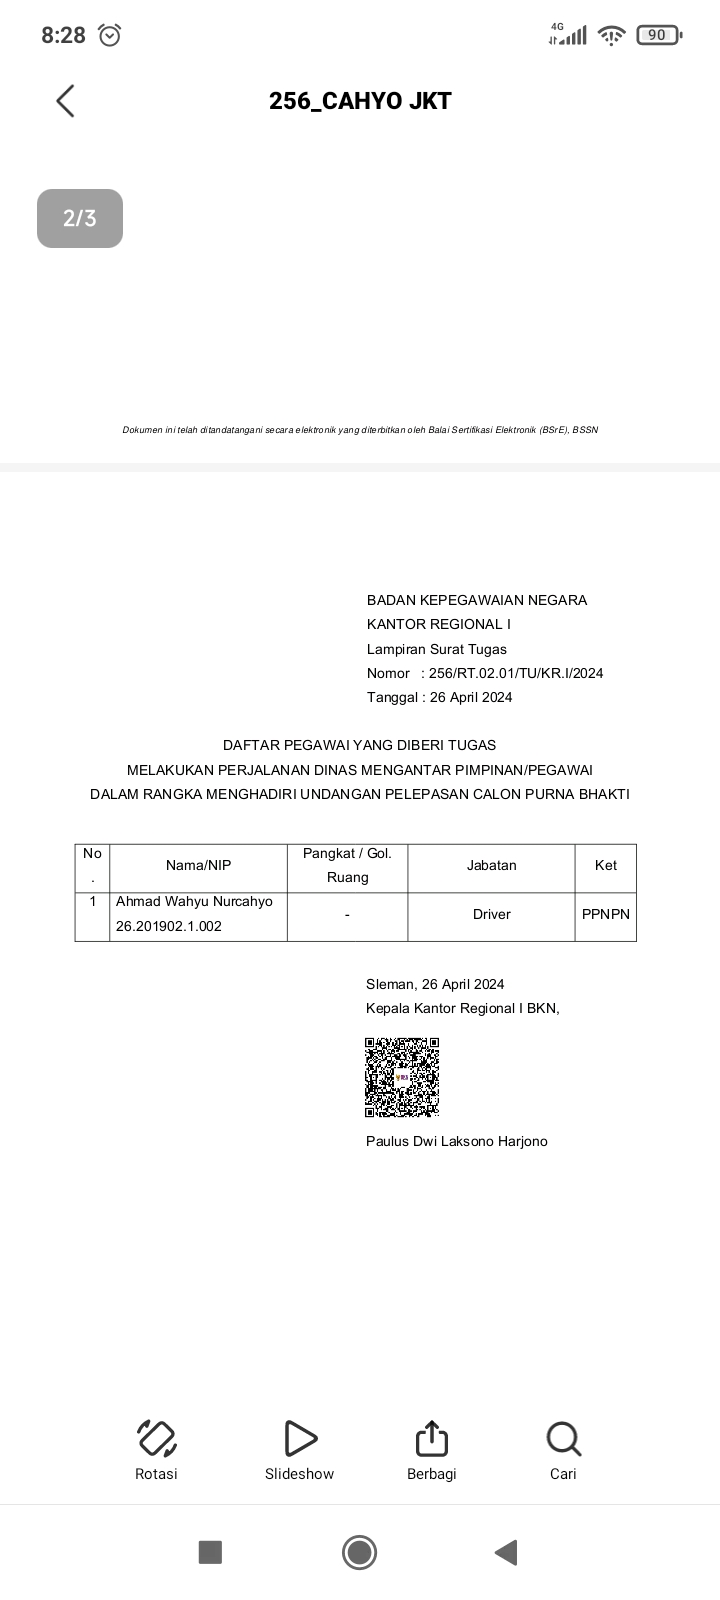 8:28
4G
90
256_CAHYO JKT
2/3
Dokumen ini telah ditandatangani secara elektronik yang diterbitkan oleh Balai Sertifikasi Elektronik (BSrE), BSSN
BADAN KEPEGAWAIAN NEGARA
KANTOR REGIONAL I
Lampiran Surat Tugas
Nomor : 256/RT.02.01/TU/KR.I/2024
Tanggal : 26 April 2024
DAFTAR PEGAWAI YANG DIBERI TUGAS
MELAKUKAN PERJALANAN DINAS MENGANTAR PIMPINAN/PEGAWAI
DALAM RANGKA MENGHADIRI UNDANGAN PELEPASAN CALON PURNA BHAKTI
No. Nama/NIP Pangkat / Gol. Ruang Jabatan Ket
1 Ahmad Wahyu Nurcahyo - Driver PPNPN
26.201902.1.002
Sleman, 26 April 2024
Kepala Kantor Regional I BKN,
Paulus Dwi Laksono Harjono
Rotasi Slideshow Berbagi Cari